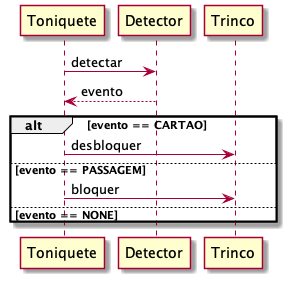 Toniquete Detector Trinco
detectar
evento
alt [evento == CARTAO]
desbloquer
[evento == PASSAGEM]
bloquer
[evento == NONE]
Toniquete Detector Trinco